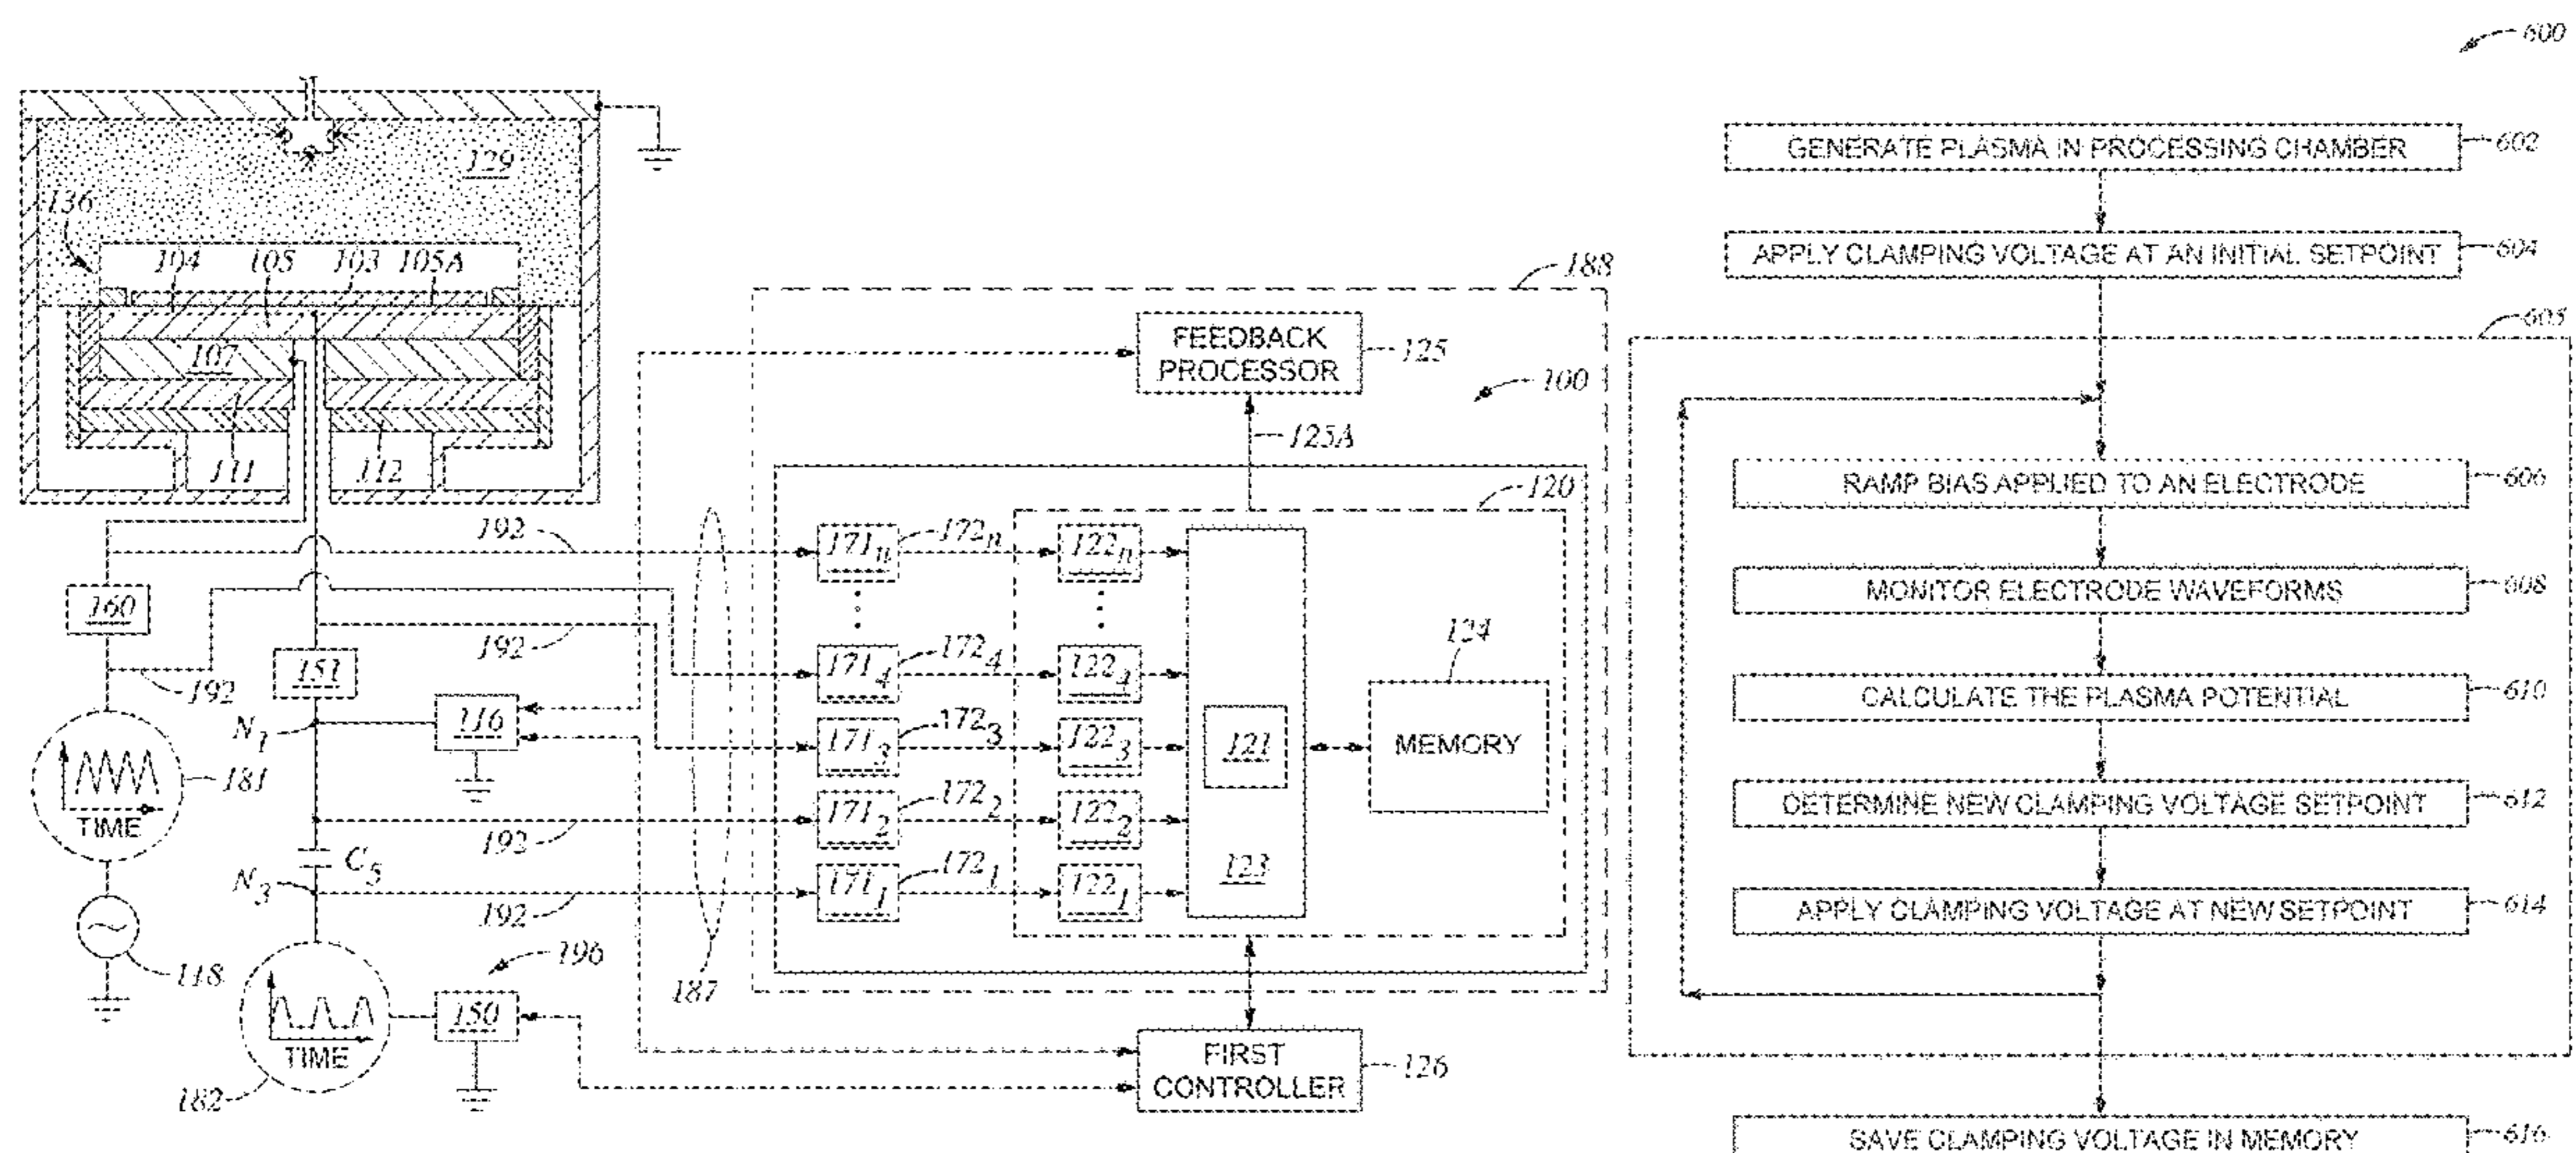 600
GENERATE PLASMA IN PROCESSING CHAMBER
602
129
136
APPLY CLAMPING VOLTAGE AT AN INITIAL SETPOINT
604
104 105 103 105A
188
605
FEEDBACK
PROCESSOR
125
107
100
125A
111 112
120
RAMP BIAS APPLIED TO AN ELECTRODE
606
192
171n 172n 122n
160
MONITOR ELECTRODE WAVEFORMS
608
192
124
151
1714 1724 1224
192
CALCULATE THE PLASMA POTENTIAL
610
116
N1
1713 1723 1223
121
MEMORY
181
TIME
1712 1722 1222
DETERMINE NEW CLAMPING VOLTAGE SETPOINT
612
192
C5
123
N3
1711 1721 1221
192
APPLY CLAMPING VOLTAGE AT NEW SETPOINT
614
118
196
187
150
TIME
182
FIRST
CONTROLLER
126
SAVE CLAMPING VOLTAGE IN MEMORY
616